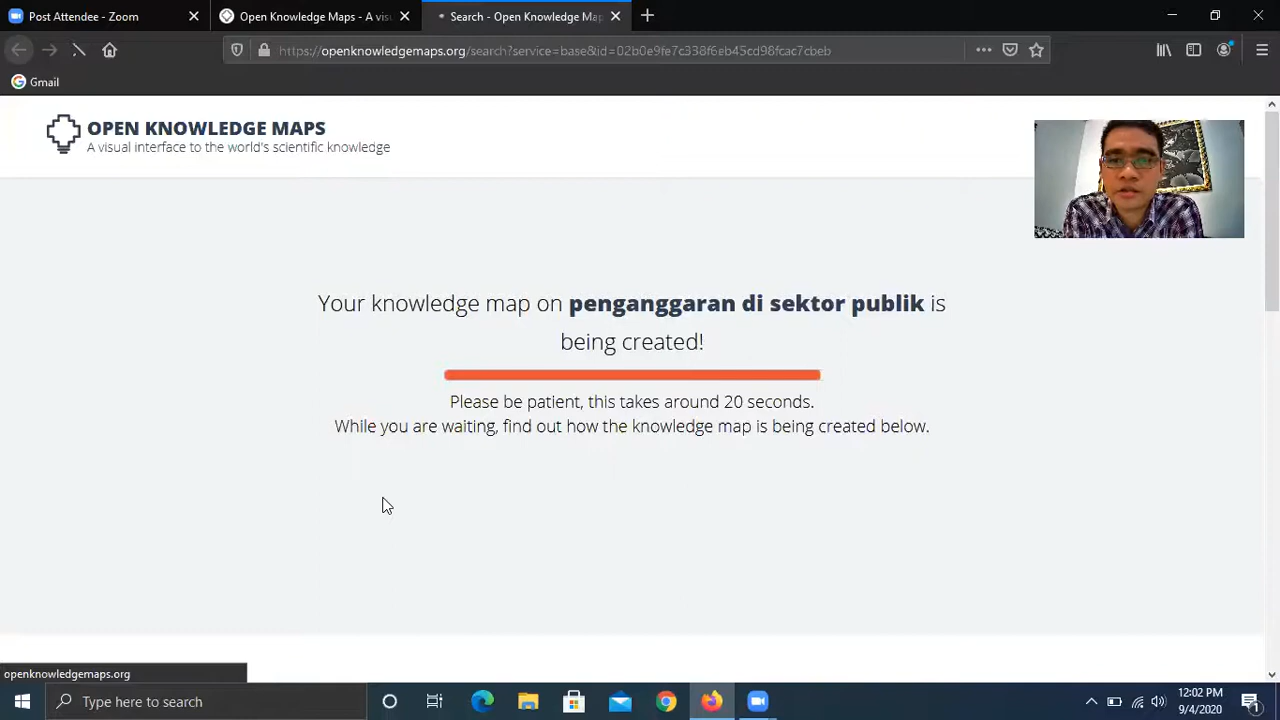 Post Attendee - Zoom
Open Knowledge Maps - A vis
Search - Open Knowledge Map
https://openknowledgemaps.org/search?service=base&id=02b0e9fe7c338f6eb45cd98fcac7cbeb
Gmail
OPEN KNOWLEDGE MAPS
A visual interface to the world's scientific knowledge
Your knowledge map on penganggaran di sektor publik is
being created!
Please be patient, this takes around 20 seconds.
While you are waiting, find out how the knowledge map is being created below.
openknowledgemaps.org
Type here to search
12:02 PM
9/4/2020
1